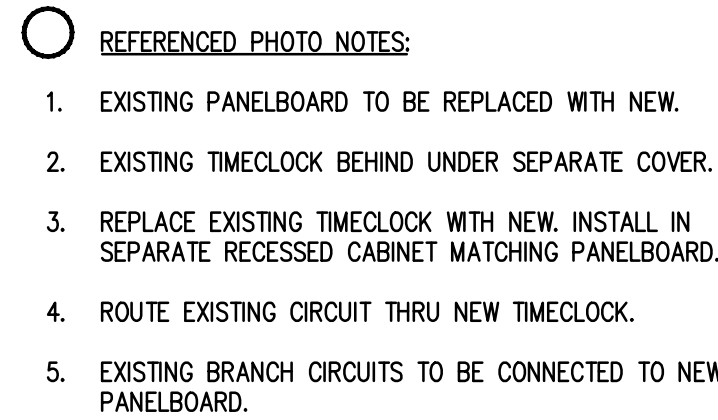 REFERENCED PHOTO NOTES:
1. EXISTING PANELBOARD TO BE REPLACED WITH NEW.
2. EXISTING TIMECLOCK BEHIND UNDER SEPARATE COVER.
3. REPLACE EXISTING TIMECLOCK WITH NEW. INSTALL IN
SEPARATE RECESSED CABINET MATCHING PANELBOARD.
4. ROUTE EXISTING CIRCUIT THRU NEW TIMECLOCK.
5. EXISTING BRANCH CIRCUITS TO BE CONNECTED TO NEW
PANELBOARD.